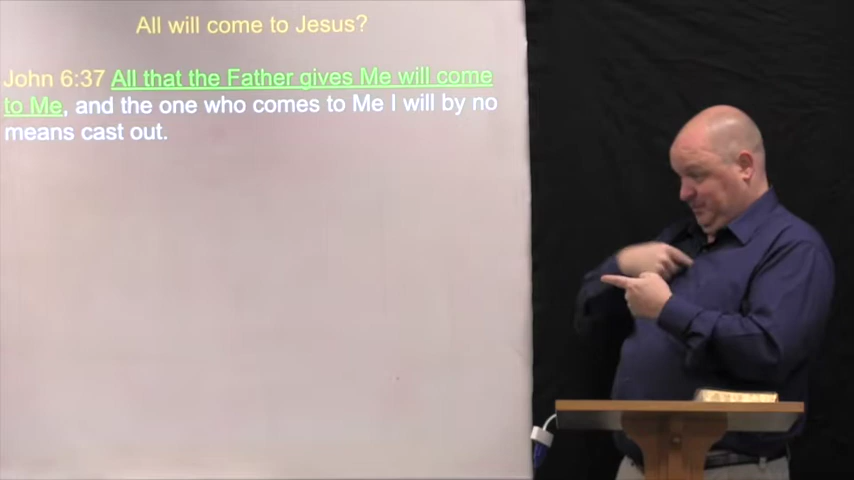 All will come to Jesus?
John 6:37 All that the Father gives Me will come
to Me, and the one who comes to Me I will by no
means cast out.